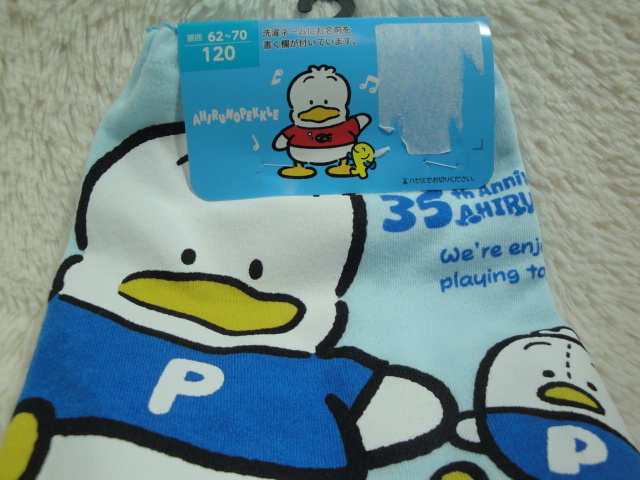 胸囲 62~70
120
洗濯ネームにお名前を
書く欄が付いています。
AHIRUNOPEKKLE
ハサミでお切りください。
35th Anni
AHIRU
We're enj
playing to
P
P